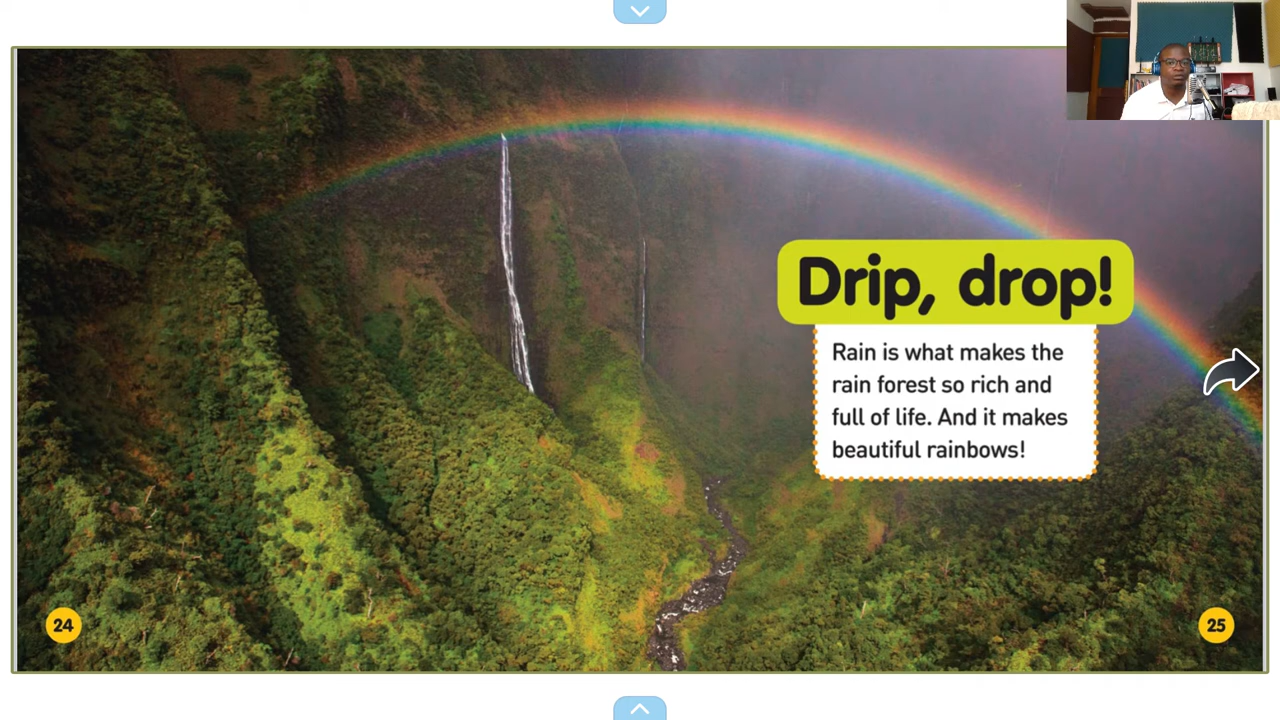 Drip, drop!
Rain is what makes the
rain forest so rich and
full of life. And it makes
beautiful rainbows!
24
25